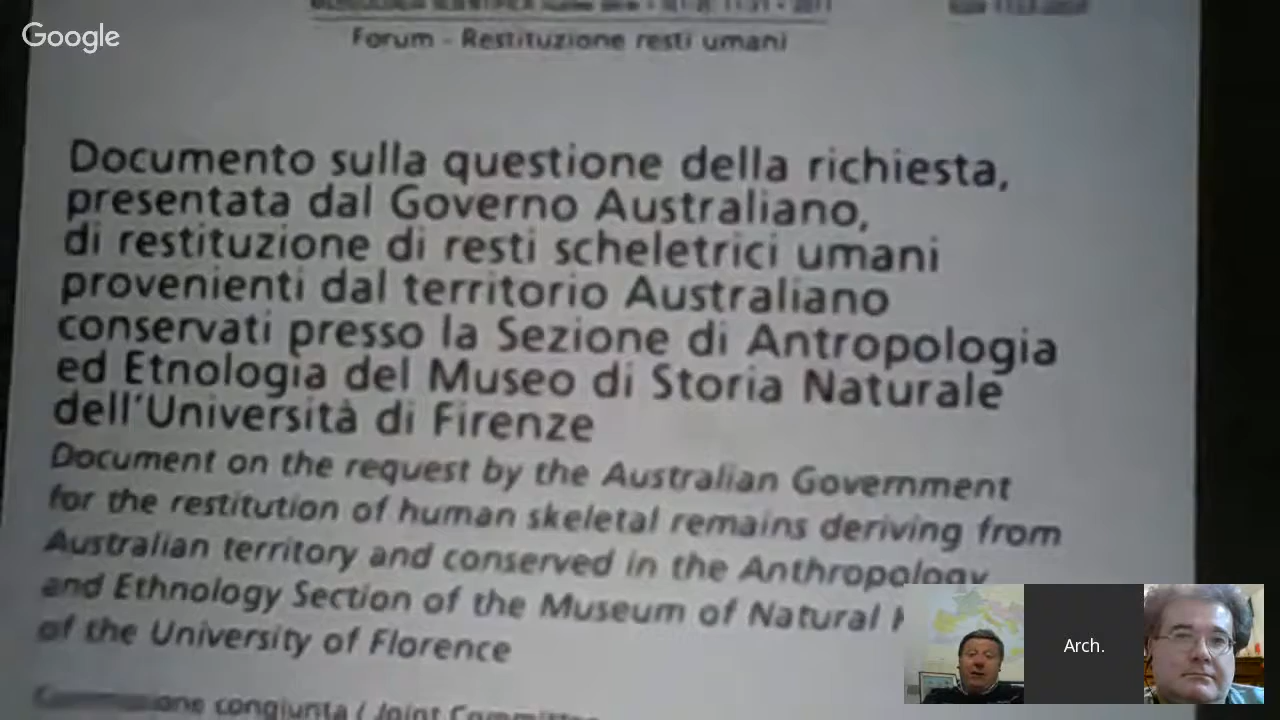 Google
Forum - Restituzione resti umani
Documento sulla questione della richiesta,
presentata dal Governo Australiano,
di restituzione di resti scheletrici umani
provenienti dal territorio Australiano
conservati presso la Sezione di Antropologia
ed Etnologia del Museo di Storia Naturale
dell'Università di Firenze
Document on the request by the Australian Government
for the restitution of human skeletal remains deriving from
Australian territory and conserved in the Anthropology
and Ethnology Section of the Museum of Natural
of the University of Florence
congiunta / Joint
Arch.